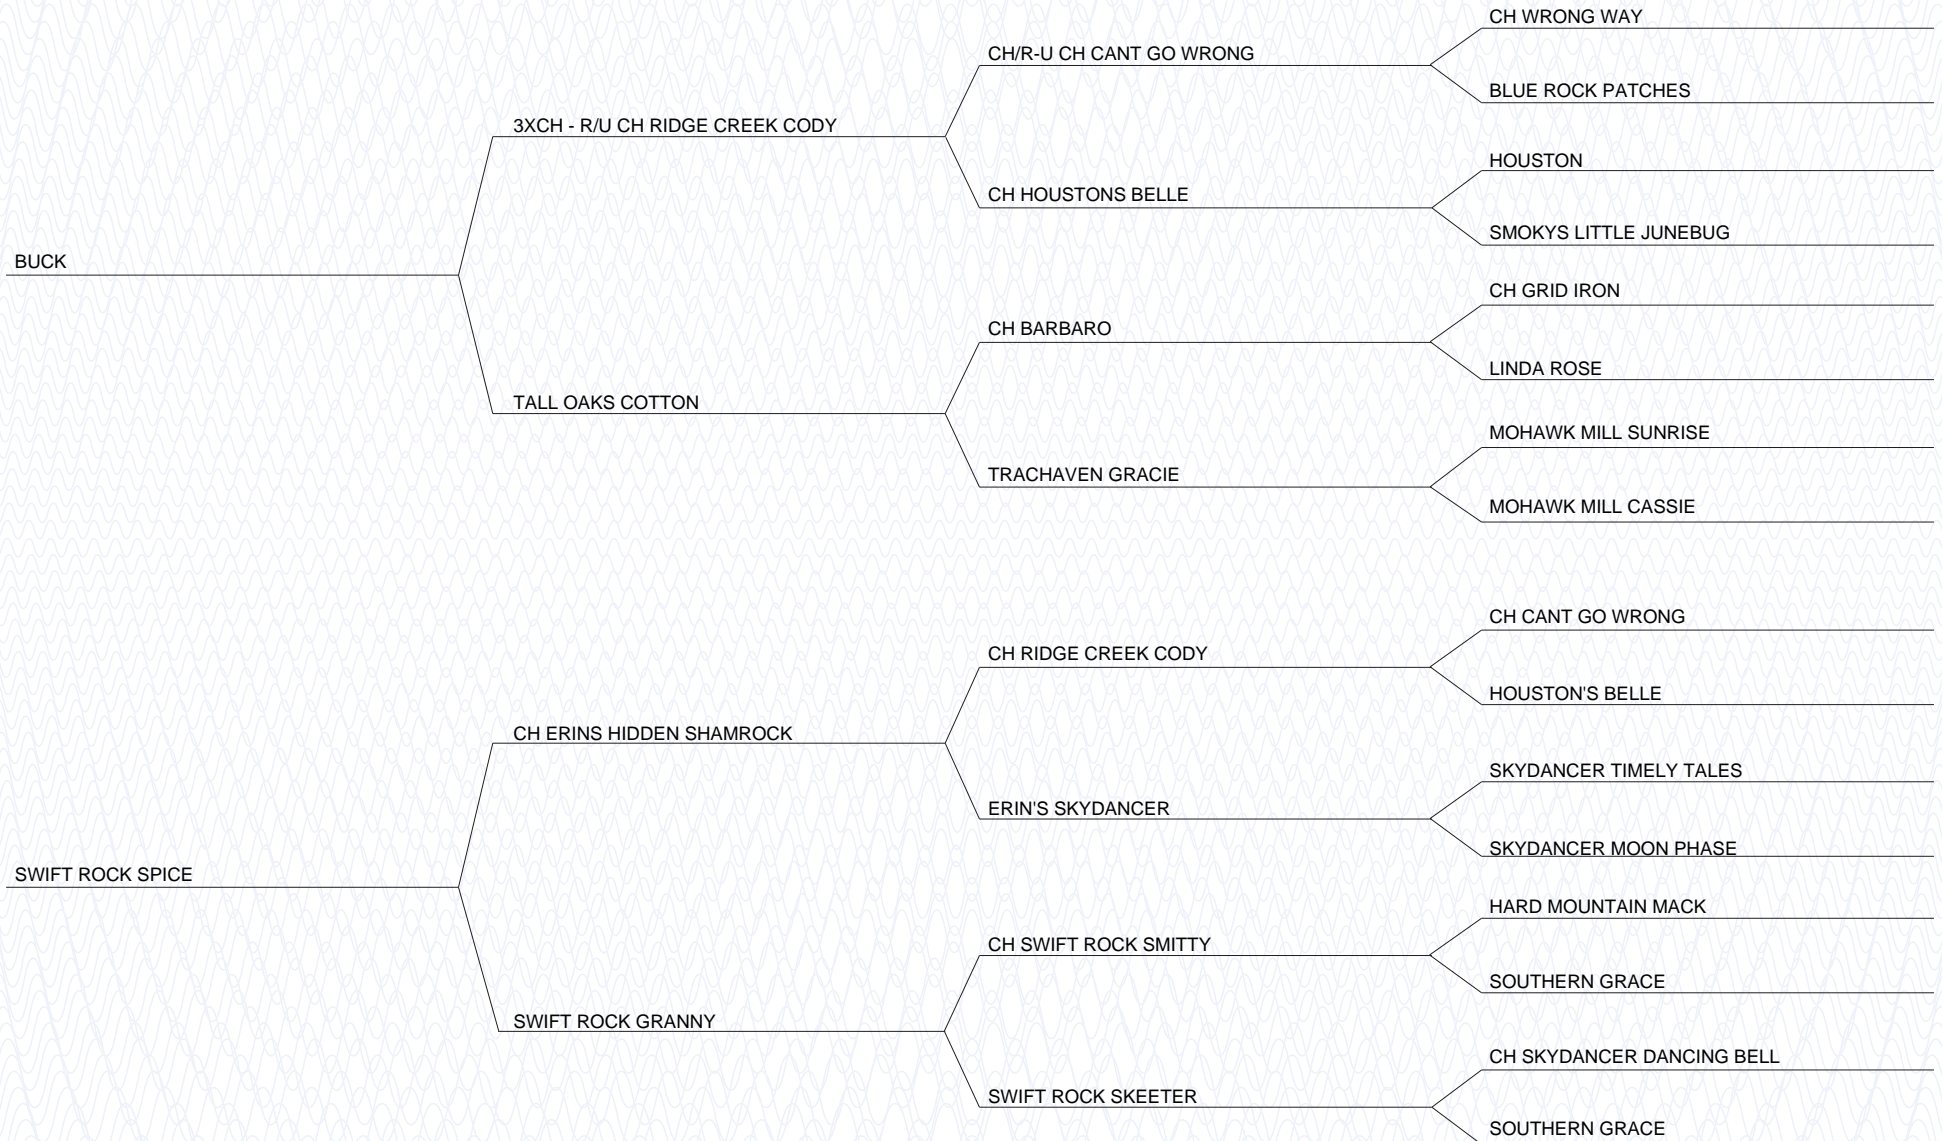 CH WRONG WAY
CH/R-U CH CANT GO WRONG
BLUE ROCK PATCHES
3XCH - R/U CH RIDGE CREEK CODY
HOUSTON
CH HOUSTONS BELLE
SMOKYS LITTLE JUNEBUG
BUCK
CH GRID IRON
CH BARBARO
LINDA ROSE
TALL OAKS COTTON
MOHAWK MILL SUNRISE
TRACHAVEN GRACIE
MOHAWK MILL CASSIE
CH CANT GO WRONG
CH RIDGE CREEK CODY
HOUSTON'S BELLE
CH ERINS HIDDEN SHAMROCK
SKYDANCER TIMELY TALES
ERIN'S SKYDANCER
SKYDANCER MOON PHASE
SWIFT ROCK SPICE
HARD MOUNTAIN MACK
CH SWIFT ROCK SMITTY
SOUTHERN GRACE
SWIFT ROCK GRANNY
CH SKYDANCER DANCING BELL
SWIFT ROCK SKEETER
SOUTHERN GRACE